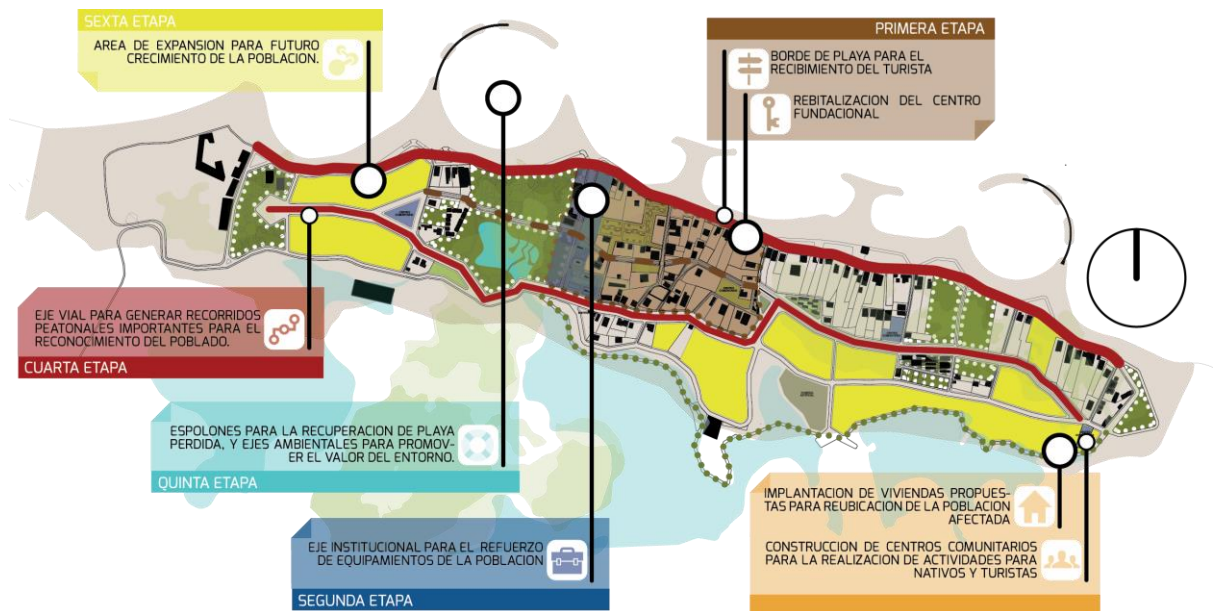 SEXTA ETAPA
AREA DE EXPANSION PARA FUTURO
CRECIMIENTO DE LA POBLACION.
PRIMERA ETAPA
BORDE DE PLAYA PARA EL
RECIBIMIENTO DEL TURISTA
REBITALIZACION DEL CENTRO
FUNDACIONAL
EJE VIAL PARA GENERAR RECORRIDOS
PEATONALES IMPORTANTES PARA EL
RECONOCIMIENTO DEL POBLADO.
CUARTA ETAPA
ESPOLONES PARA LA RECUPERACION DE PLAYA
PERDIDA, Y EJES AMBIENTALES PARA PROMOV-
ER EL VALOR DEL ENTORNO.
QUINTA ETAPA
EJE INSTITUCIONAL PARA EL REFUERZO
DE EQUIPAMIENTOS DE LA POBLACION
SEGUNDA ETAPA
IMPLANTACION DE VIVIENDAS PROPUES-
TAS PARA REUBICACION DE LA POBLACION
AFECTADA
CONSTRUCCION DE CENTROS COMUNITARIOS
PARA LA REALIZACION DE ACTIVIDADES PARA
NATIVOS Y TURISTAS